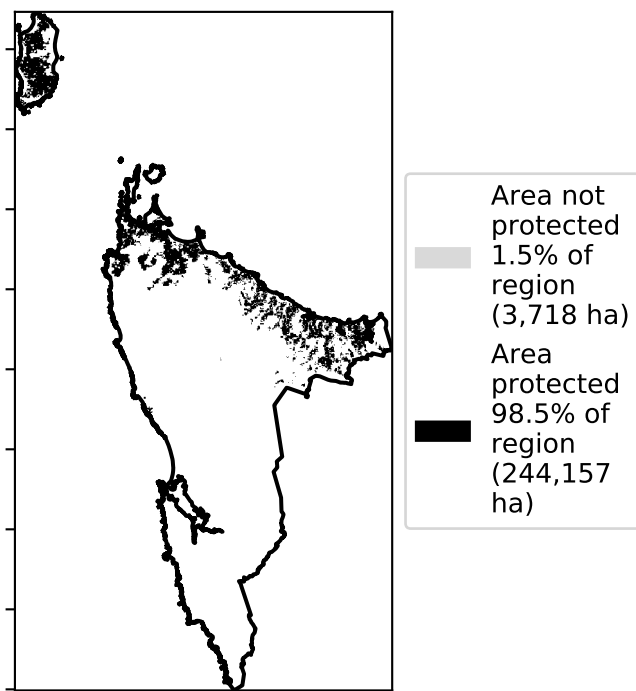 Area not
protected
1.5% of
region
(3,718 ha)
Area
protected
98.5% of
region
(244,157
ha)